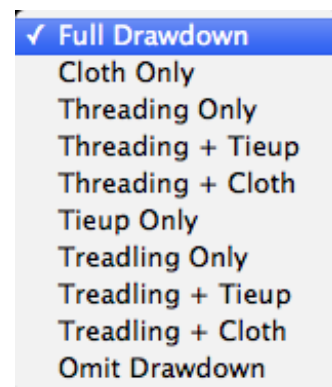 ✓ Full Drawdown
Cloth Only
Threading Only
Threading + Tieup
Threading + Cloth
Tieup Only
Treadling Only
Treadling + Tieup
Treadling + Cloth
Omit Drawdown